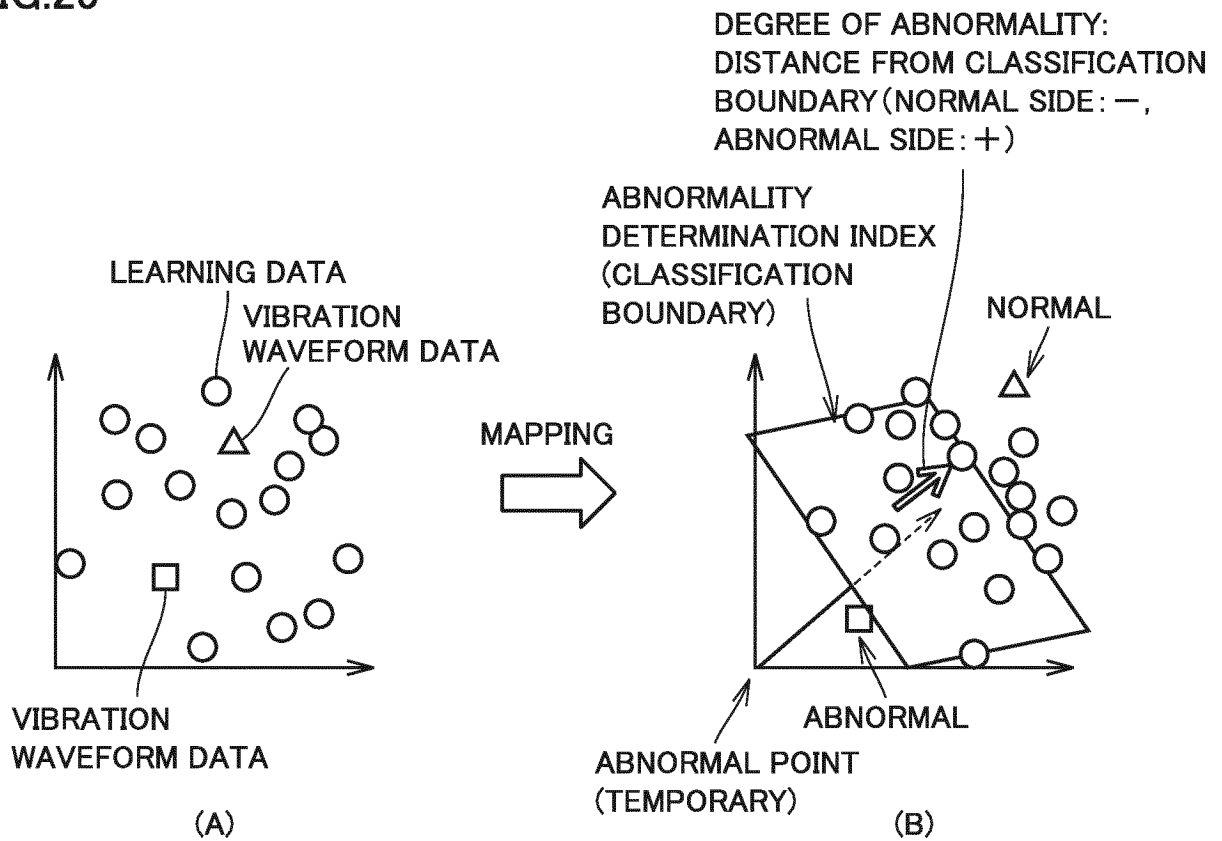 DEGREE OF ABNORMALITY:
DISTANCE FROM CLASSIFICATION
BOUNDARY(NORMAL SIDE:－,
ABNORMAL SIDE:＋)
ABNORMALITY
DETERMINATION INDEX
(CLASSIFICATION
BOUNDARY)
LEARNING DATA
VIBRATION
WAVEFORM DATA
NORMAL
MAPPING
VIBRATION
WAVEFORM DATA
ABNORMAL
ABNORMAL POINT
(TEMPORARY)
(A)
(B)